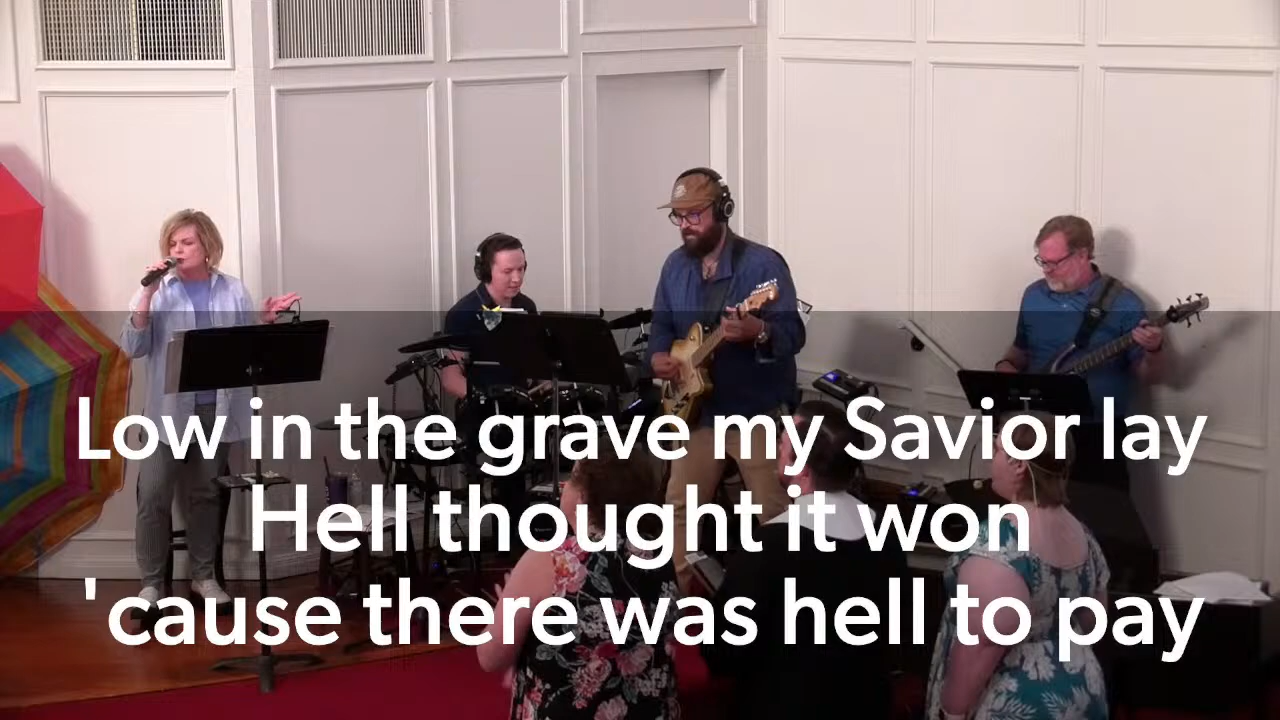 Low in the grave my Savior lay
Hell thought it won
'cause there was hell to pay